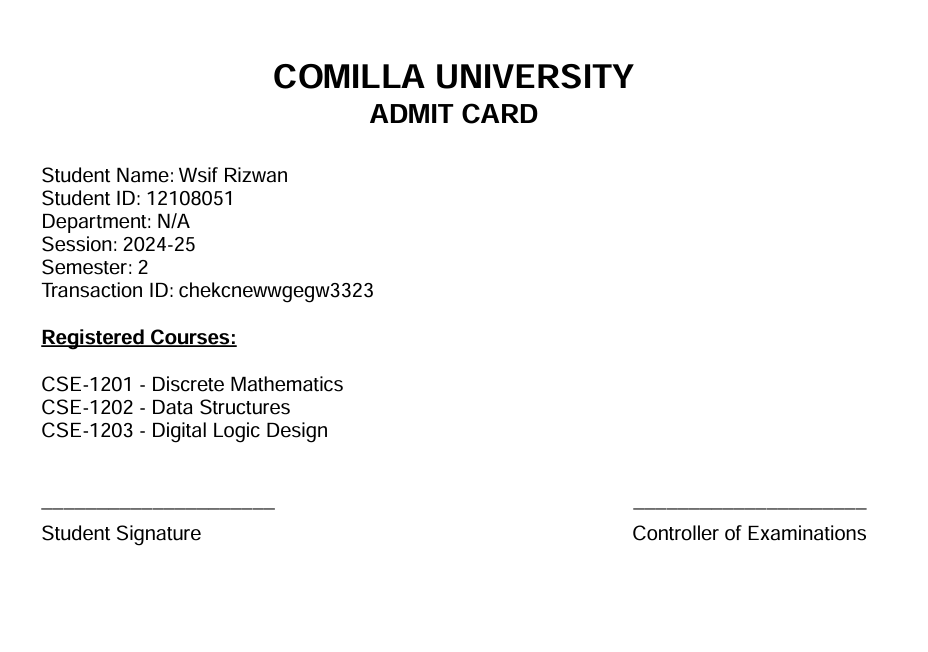 COMILLA UNIVERSITY
ADMIT CARD
Student Name: Wsif Rizwan
Student ID: 12108051
Department: N/A
Session: 2024-25
Semester: 2
Transaction ID: chekcnewwgegw3323
Registered Courses:
CSE-1201 - Discrete Mathematics
CSE-1202 - Data Structures
CSE-1203 - Digital Logic Design
_____________________ _____________________
Student Signature Controller of Examinations